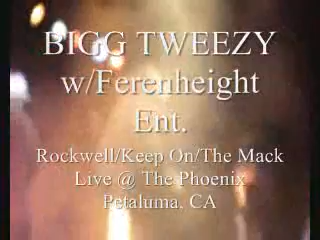 BIGG TWEEZY
w/Ferenheight
Ent.
Rockwell/Keep On/The Mack
Live @ The Phoenix
Petaluma, CA